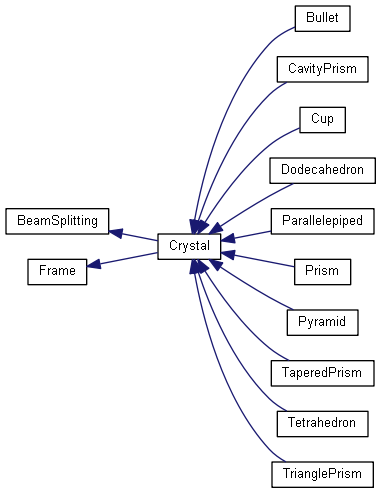 Bullet
CavityPrism
Cup
Dodecahedron
BeamSplitting
Parallelepiped
Crystal
Frame
Prism
Pyramid
TaperedPrism
Tetrahedron
TrianglePrism